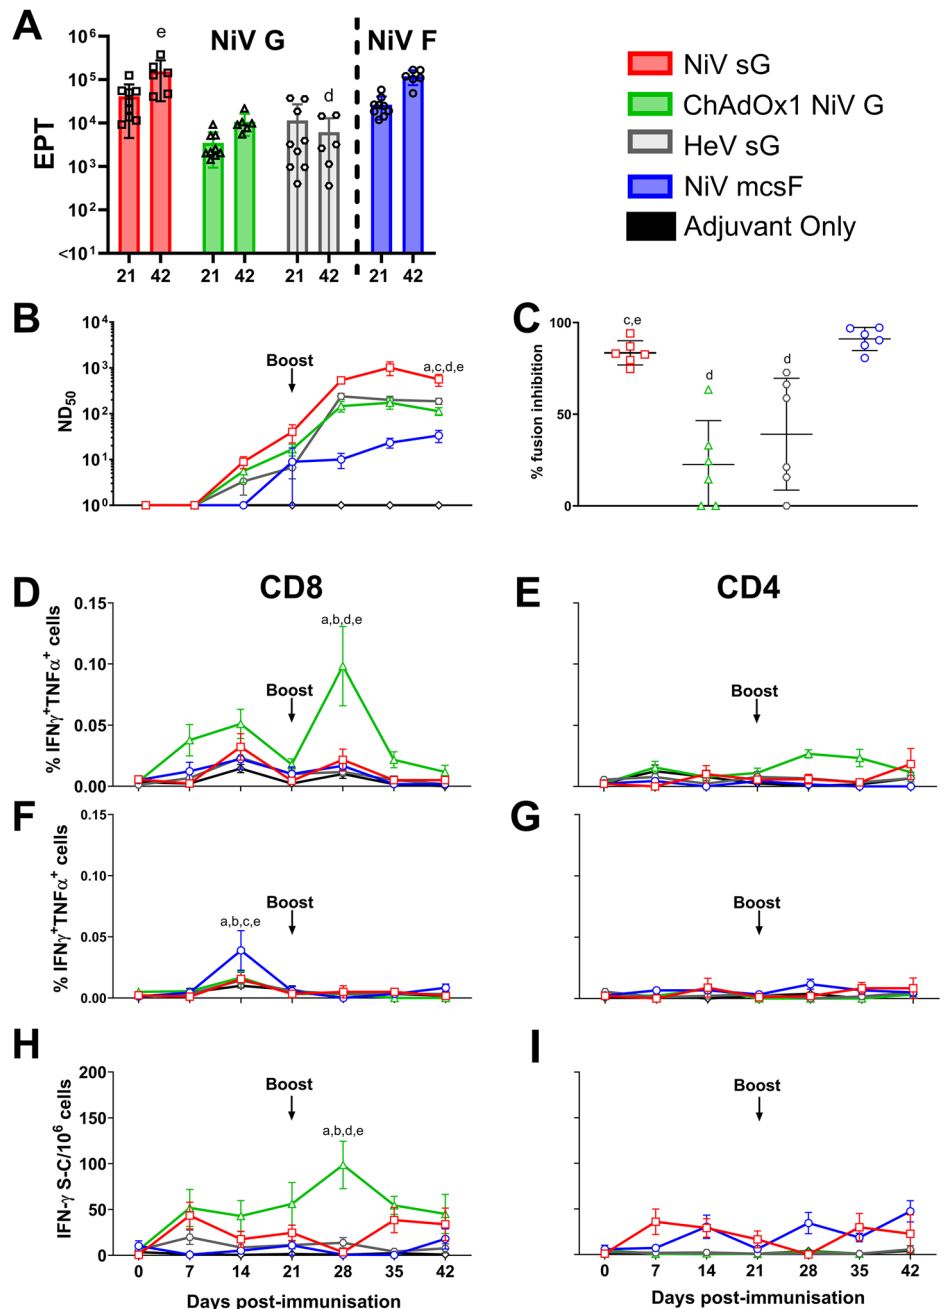 A
NiV G
NiV F
EPT
10⁶
10⁵
10⁴
10³
10²
<10¹
e
d
21
42
21
42
21
42
21
42
NiV sG
ChAdOx1 NiV G
HeV sG
NiV mcsF
Adjuvant Only
B
ND₅₀
10⁴
10³
10²
10¹
10⁰
Boost
a,c,d,e
C
% fusion inhibition
100
50
0
c,e
d
d
D
CD8
% IFNγ⁺TNFα⁺ cells
0.15
0.10
0.05
0.00
a,b,d,e
Boost
E
CD4
Boost
F
% IFNγ⁺TNFα⁺ cells
0.15
0.10
0.05
0.00
a,b,c,e
Boost
G
Boost
H
IFN-γ S-C/10⁶ cells
200
150
100
50
0
Boost
a,b,d,e
0
7
14
21
28
35
42
Days post-immunisation
I
Boost
0
7
14
21
28
35
42
Days post-immunisation